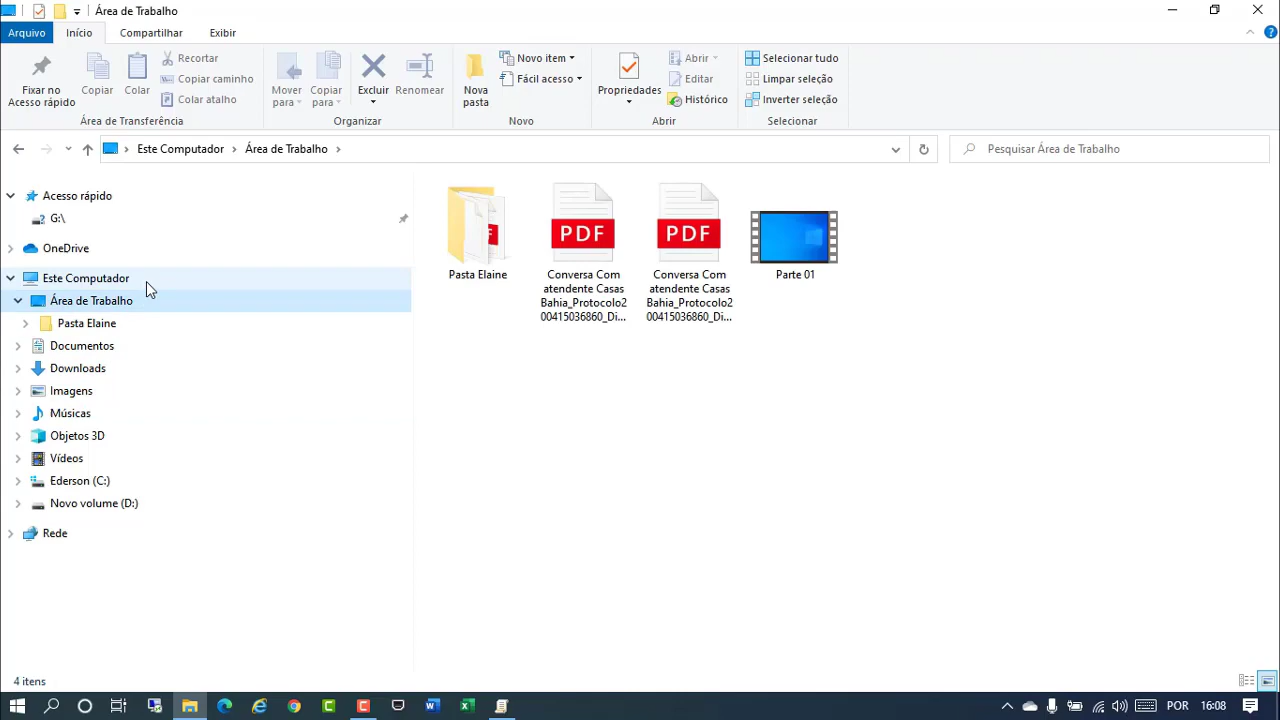 Área de Trabalho
Arquivo Início Compartilhar Exibir
Fixar no
Acesso rápido
Copiar
Colar
Recortar
Copiar caminho
Colar atalho
Área de Transferência
Mover
para
Copiar
para
Excluir
Renomear
Organizar
Nova
pasta
Novo item
Fácil acesso
Novo
Propriedades
Abrir
Editar
Histórico
Abrir
Selecionar tudo
Limpar seleção
Inverter seleção
Selecionar
Este Computador Área de Trabalho
Pesquisar Área de Trabalho
Acesso rápido
G:\
OneDrive
Este Computador
Área de Trabalho
Pasta Elaine
Documentos
Downloads
Imagens
Músicas
Objetos 3D
Vídeos
Ederson (C:)
Novo volume (D:)
Rede
Pasta Elaine
PDF
Conversa Com
atendente Casas
Bahia_Protocolo2
00415036860_Di...
PDF
Conversa Com
atendente Casas
Bahia_Protocolo2
00415036860_Di...
Parte 01
4 itens
POR 16:08